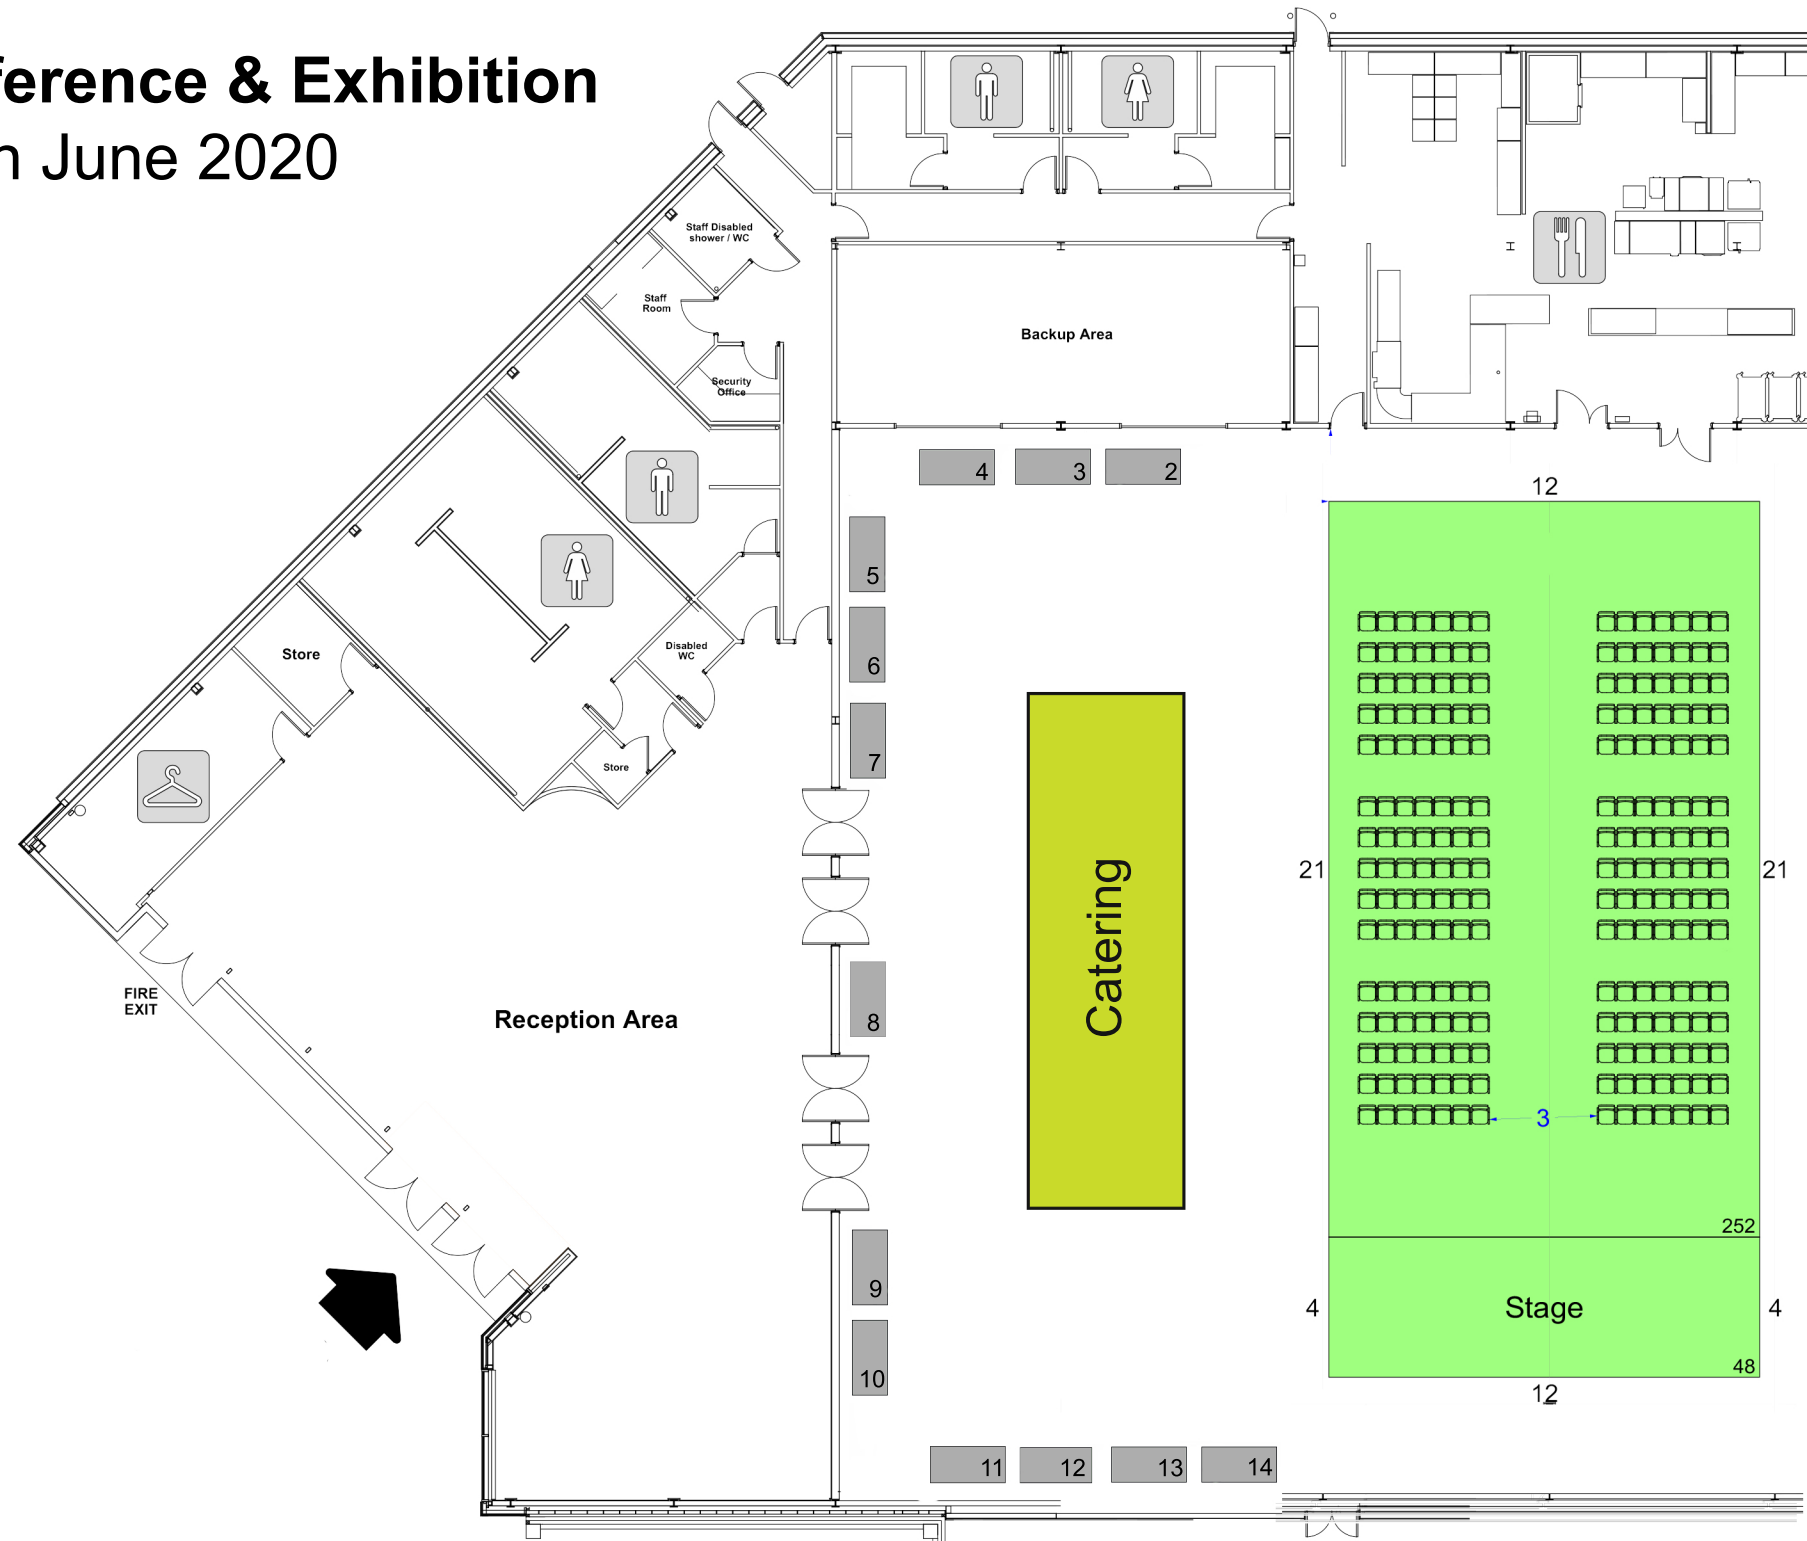 ference & Exhibition
n June 2020
Staff Disabled
shower / WC
Staff
Room
Security
Office
Backup Area
4
3
2
12
5
6
7
Store
Disabled
WC
Store
Catering
21
21
FIRE
EXIT
Reception Area
8
3
252
9
10
4
Stage
4
48
12
11
12
13
14